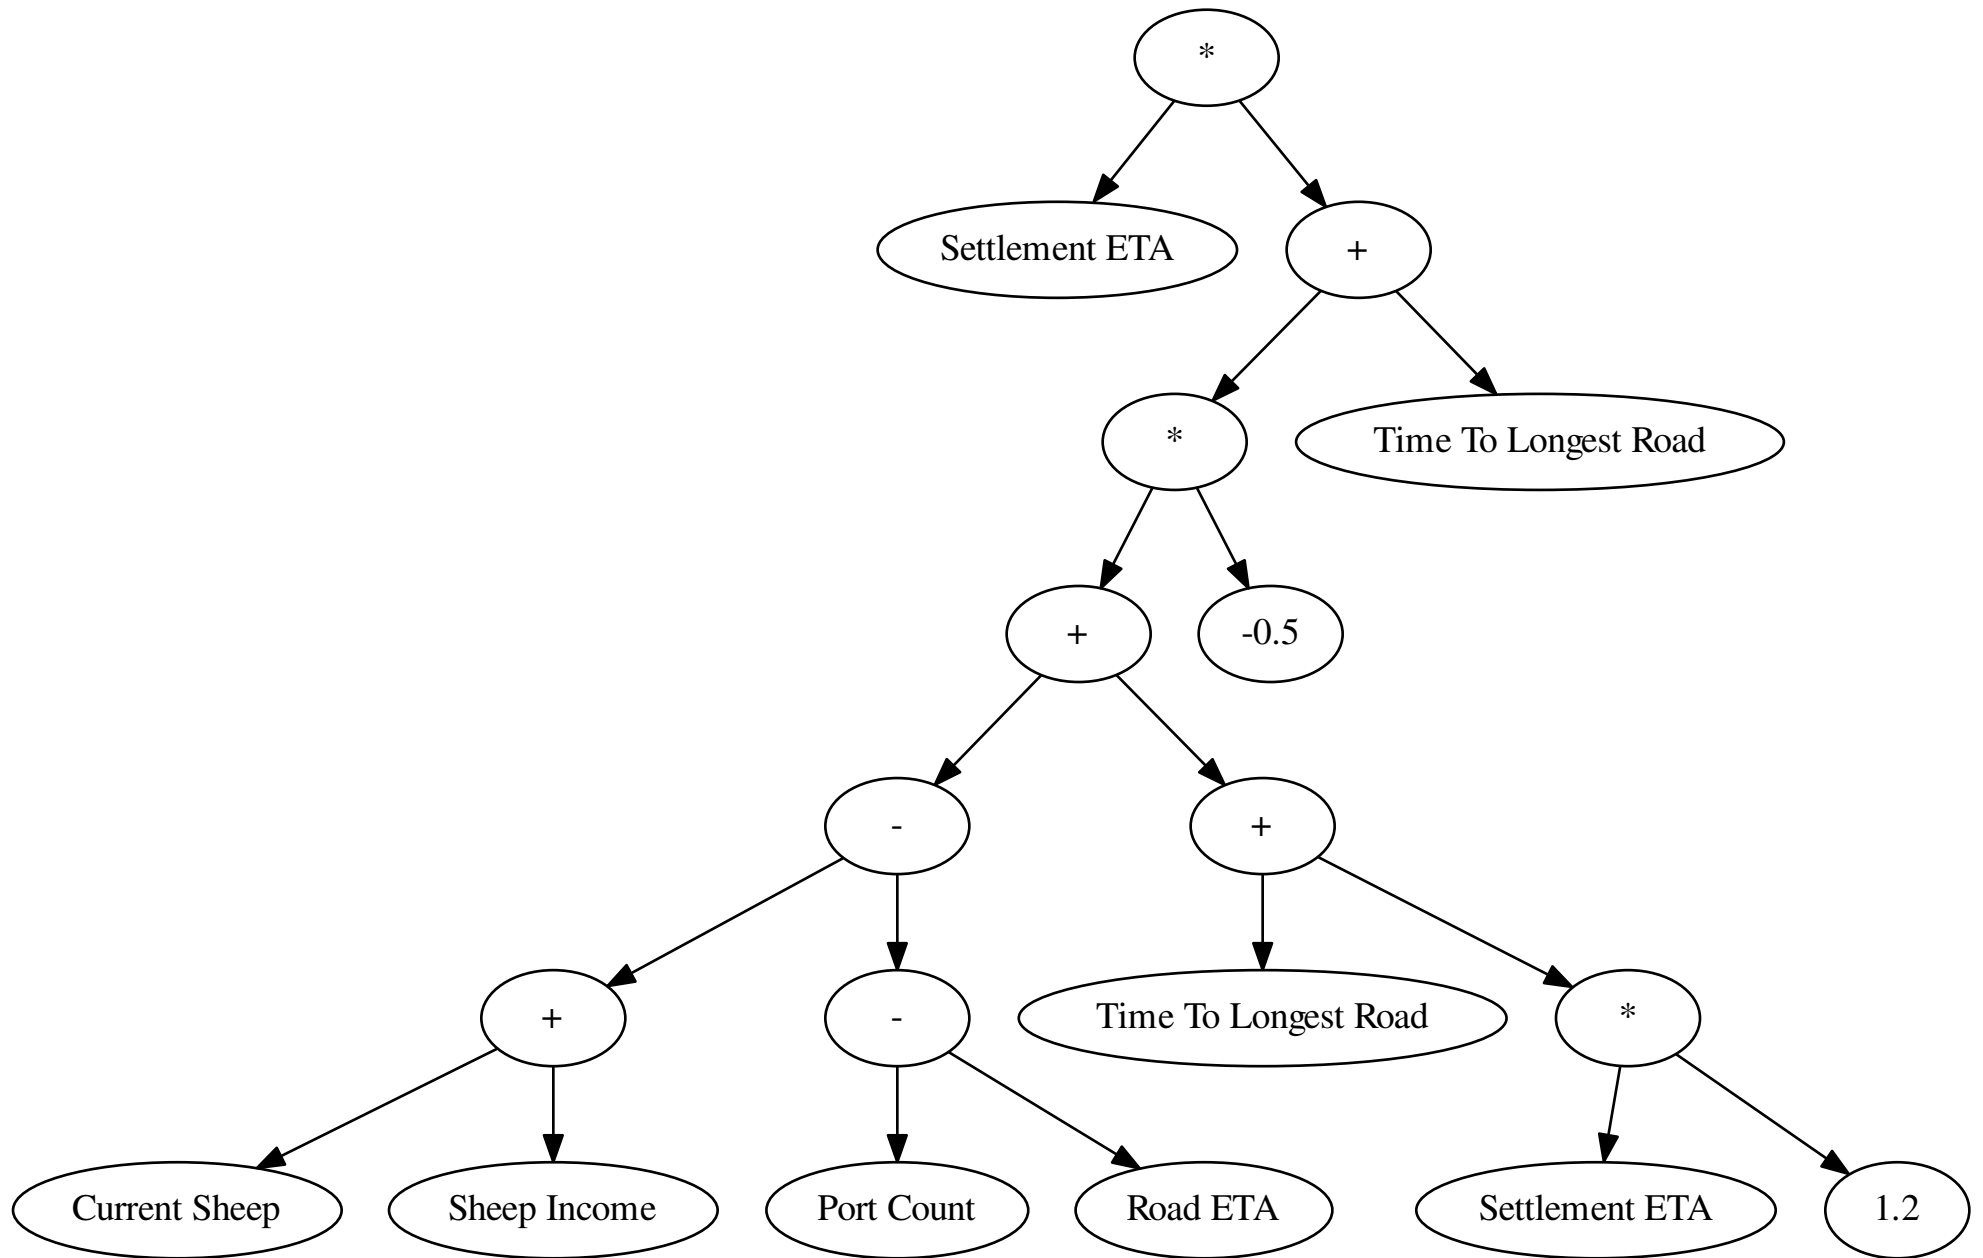 *
Settlement ETA
+
*
Time To Longest Road
+
-0.5
-
+
+
-
Time To Longest Road
*
Current Sheep
Sheep Income
Port Count
Road ETA
Settlement ETA
1.2